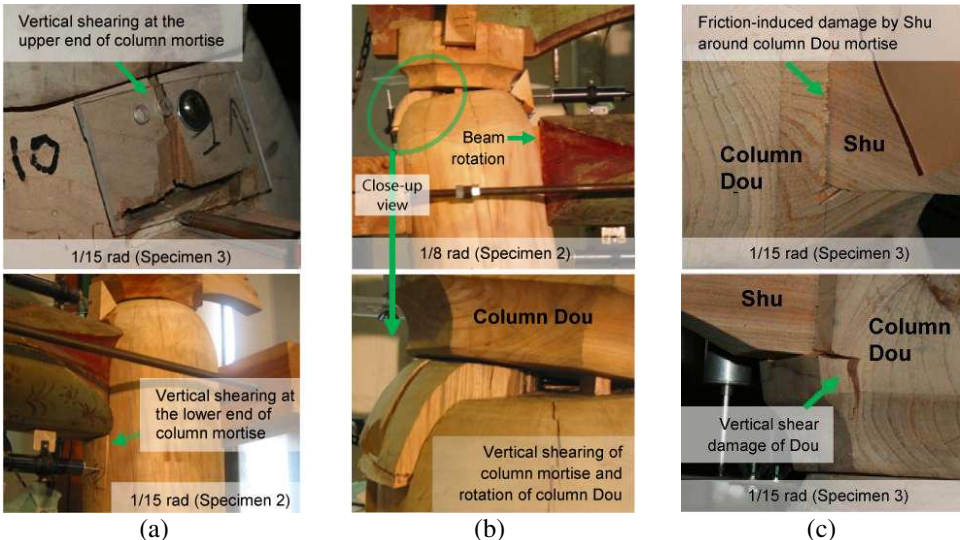 Vertical shearing at the
upper end of column mortise
10
1/15 rad (Specimen 3)
Vertical shearing at
the lower end of
column mortise
1/15 rad (Specimen 2)
(a)
Beam
rotation
Close-up
view
1/8 rad (Specimen 2)
Column Dou
Vertical shearing of
column mortise and
rotation of column Dou
(b)
Friction-induced damage by Shu
around column Dou mortise
Column
Dou
Shu
1/15 rad (Specimen 3)
Shu
Column
Dou
Vertical shear
damage of Dou
1/15 rad (Specimen 3)
(c)